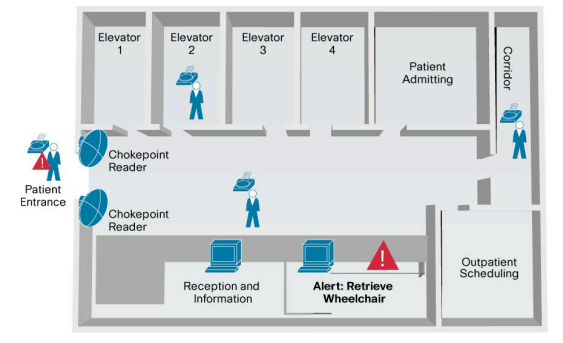 Elevator
1
Elevator
2
Elevator
3
Elevator
4
Patient
Admitting
Corridor
Chokepoint
Reader
Patient
Entrance
Chokepoint
Reader
Reception and
Information
Alert: Retrieve
Wheelchair
Outpatient
Scheduling